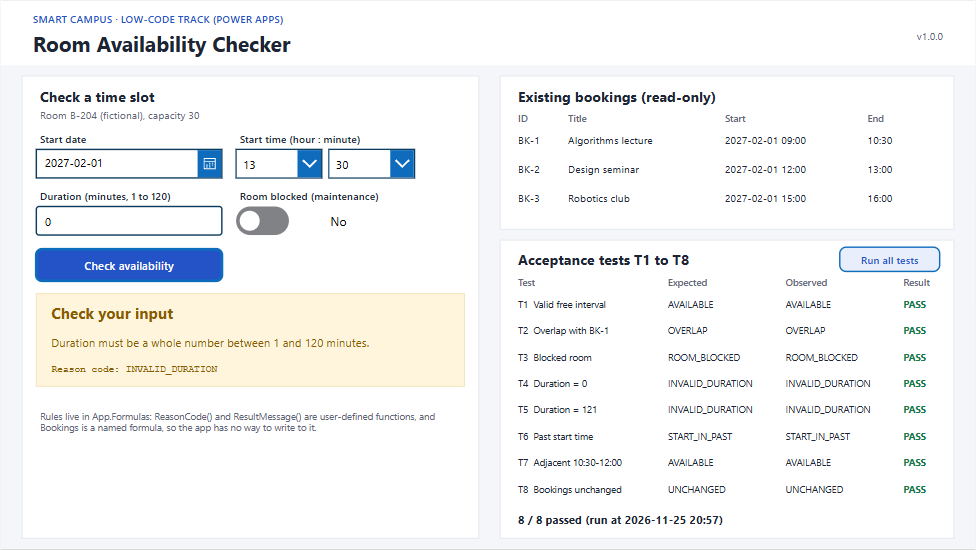 SMART CAMPUS · LOW-CODE TRACK (POWER APPS)
Room Availability Checker
v1.0.0
Check a time slot
Room B-204 (fictional), capacity 30
Start date
Start time (hour : minute)
2027-02-01
13
30
Duration (minutes, 1 to 120)
Room blocked (maintenance)
0
No
Check availability
Check your input
Duration must be a whole number between 1 and 120 minutes.
Reason code: INVALID_DURATION
Rules live in App.Formulas: ReasonCode() and ResultMessage() are user-defined functions, and
Bookings is a named formula, so the app has no way to write to it.
Existing bookings (read-only)
ID Title Start End
BK-1 Algorithms lecture 2027-02-01 09:00 10:30
BK-2 Design seminar 2027-02-01 12:00 13:00
BK-3 Robotics club 2027-02-01 15:00 16:00
Acceptance tests T1 to T8
Run all tests
Test Expected Observed Result
T1 Valid free interval AVAILABLE AVAILABLE PASS
T2 Overlap with BK-1 OVERLAP OVERLAP PASS
T3 Blocked room ROOM_BLOCKED ROOM_BLOCKED PASS
T4 Duration = 0 INVALID_DURATION INVALID_DURATION PASS
T5 Duration = 121 INVALID_DURATION INVALID_DURATION PASS
T6 Past start time START_IN_PAST START_IN_PAST PASS
T7 Adjacent 10:30-12:00 AVAILABLE AVAILABLE PASS
T8 Bookings unchanged UNCHANGED UNCHANGED PASS
8 / 8 passed (run at 2026-11-25 20:57)